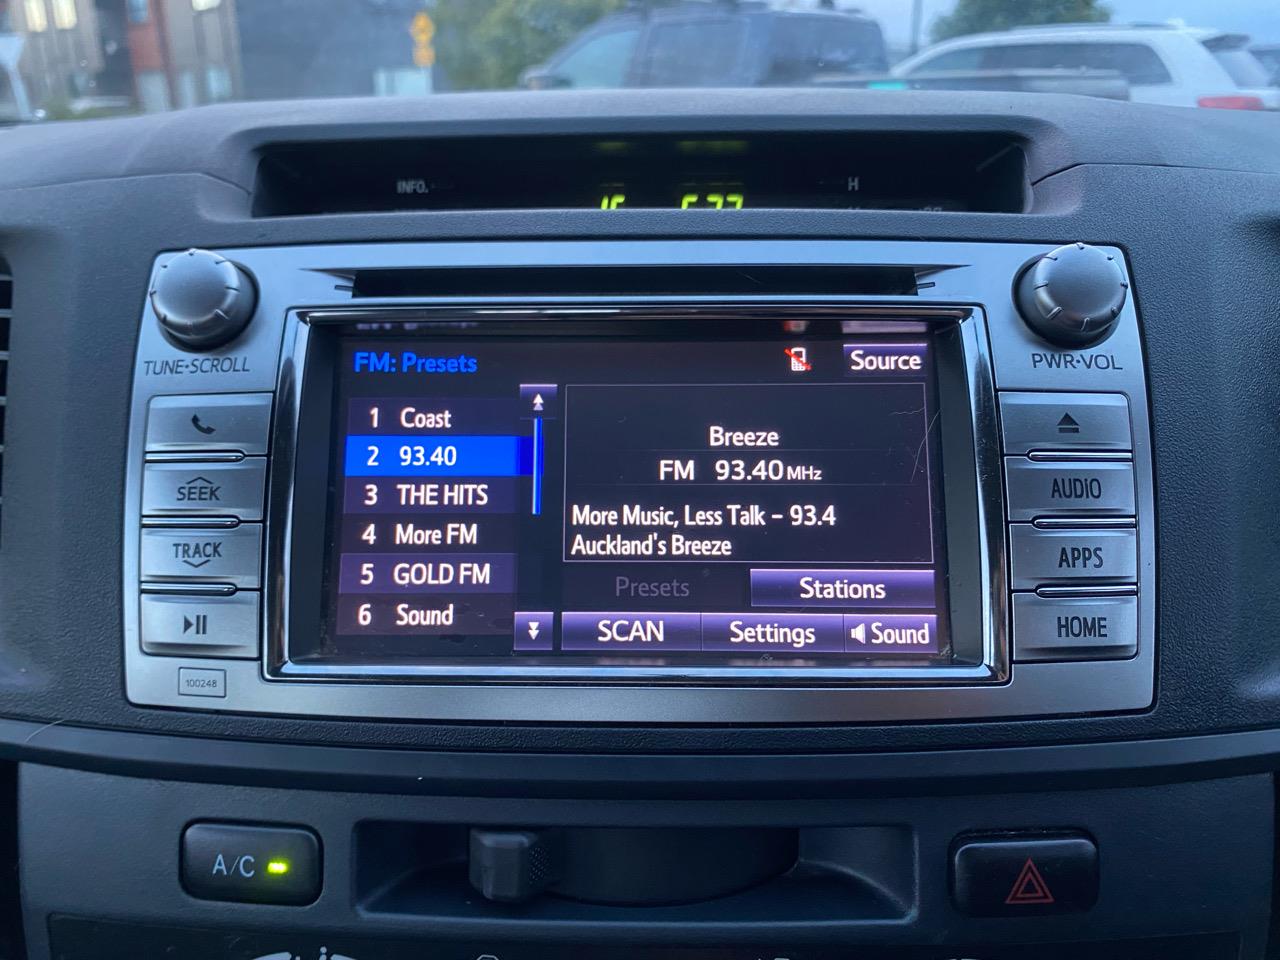 INFO.
H
TUNE•SCROLL
PWR•VOL
FM: Presets
Source
1 Coast
2 93.40
3 THE HITS
4 More FM
5 GOLD FM
6 Sound
Breeze
FM 93.40 MHz
More Music, Less Talk - 93.4
Auckland's Breeze
Presets
Stations
SCAN
Settings
Sound
SEEK
TRACK
AUDIO
APPS
HOME
100248
A/C